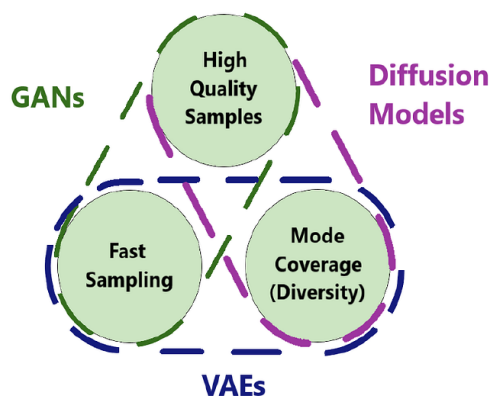 High
Quality
Samples
GANs
Diffusion
Models
Fast
Sampling
Mode
Coverage
(Diversity)
VAEs